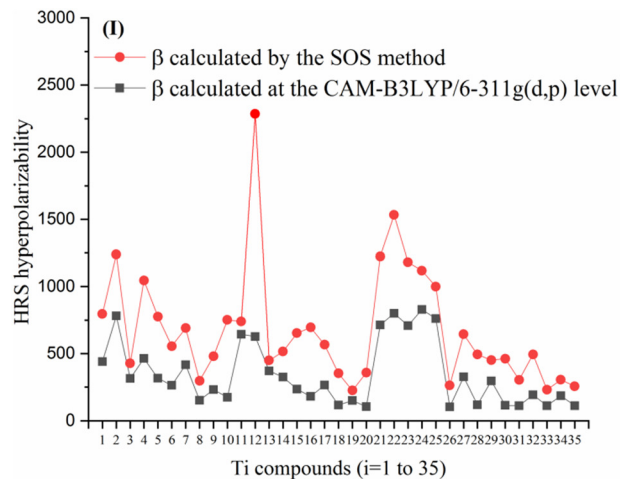 (I)
3000
2500
2000
1500
1000
500
0
β calculated by the SOS method
β calculated at the CAM-B3LYP/6-311g(d,p) level
HRS hyperpolarizability
1 2 3 4 5 6 7 8 9 10 11 12 13 14 15 16 17 18 19 20 21 22 23 24 25 26 27 28 29 30 31 32 33 34 35
Ti compounds (i=1 to 35)